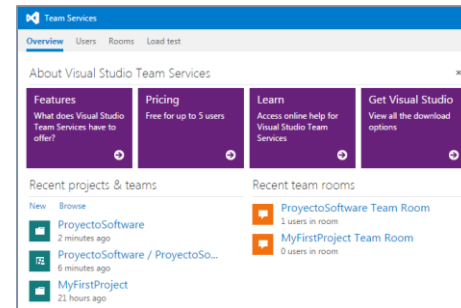 Team Services
Overview Users Rooms Load test
About Visual Studio Team Services
Features
What does Visual Studio
Team Services have to
offer?
Pricing
Free for up to 5 users
Learn
Access online help for
Visual Studio Team
Services
Get Visual Studio
View all the download
options
Recent projects & teams
New Browse
ProyectoSoftware
2 minutes ago
ProyectoSoftware / ProyectoSo...
6 minutes ago
MyFirstProject
21 hours ago
Recent team rooms
ProyectoSoftware Team Room
1 users in room
MyFirstProject Team Room
0 users in room